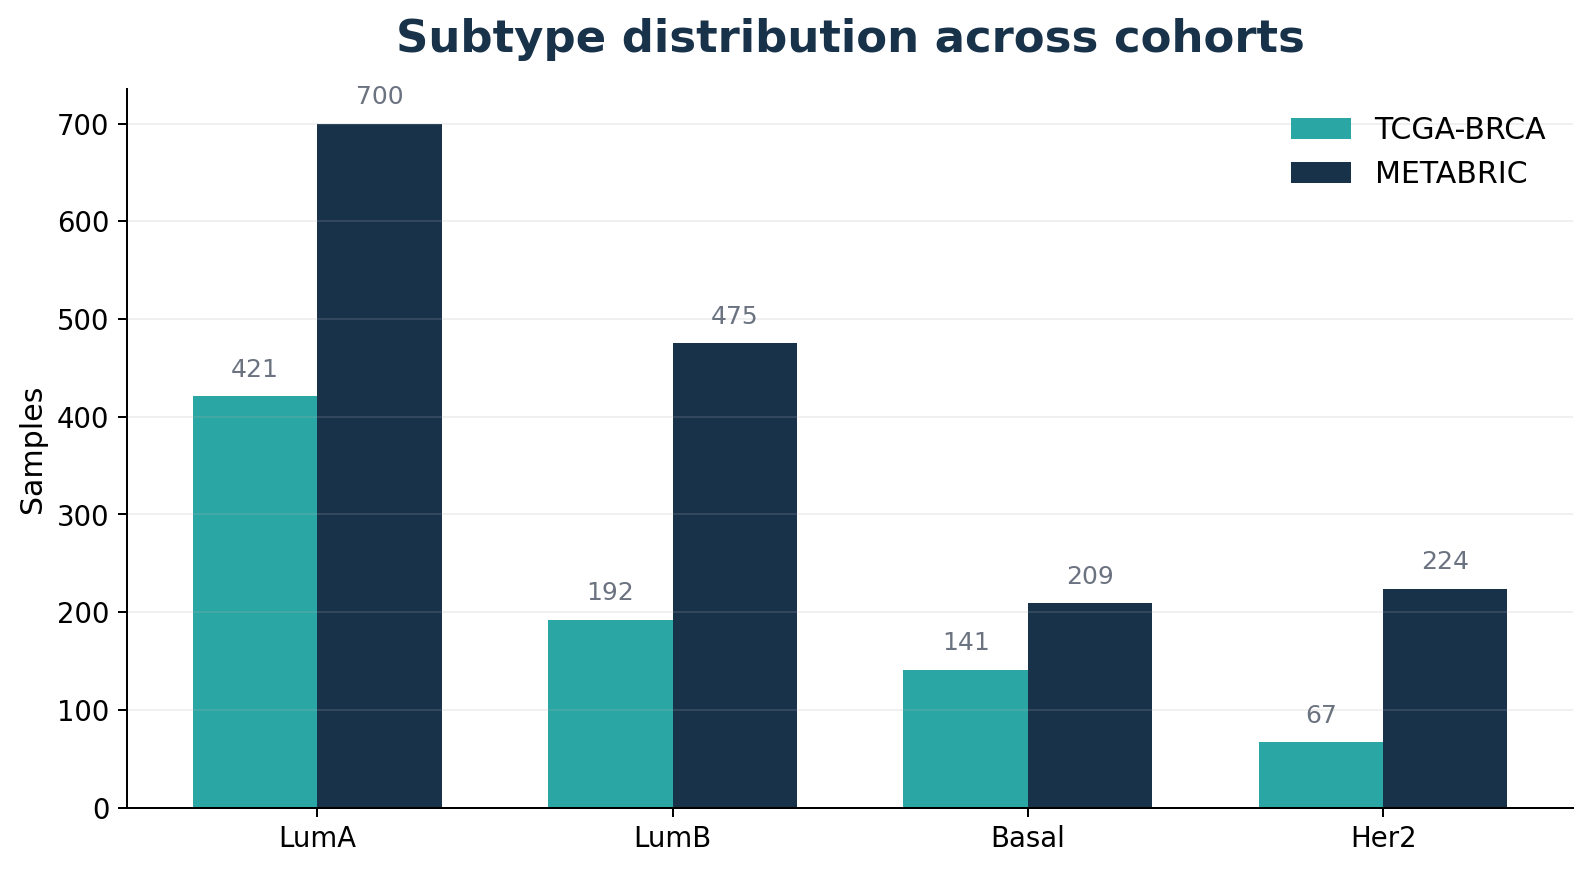 Subtype distribution across cohorts
TCGA-BRCA
METABRIC
Samples
700
600
500
400
300
200
100
0
421
700
192
475
141
209
67
224
LumA
LumB
Basal
Her2